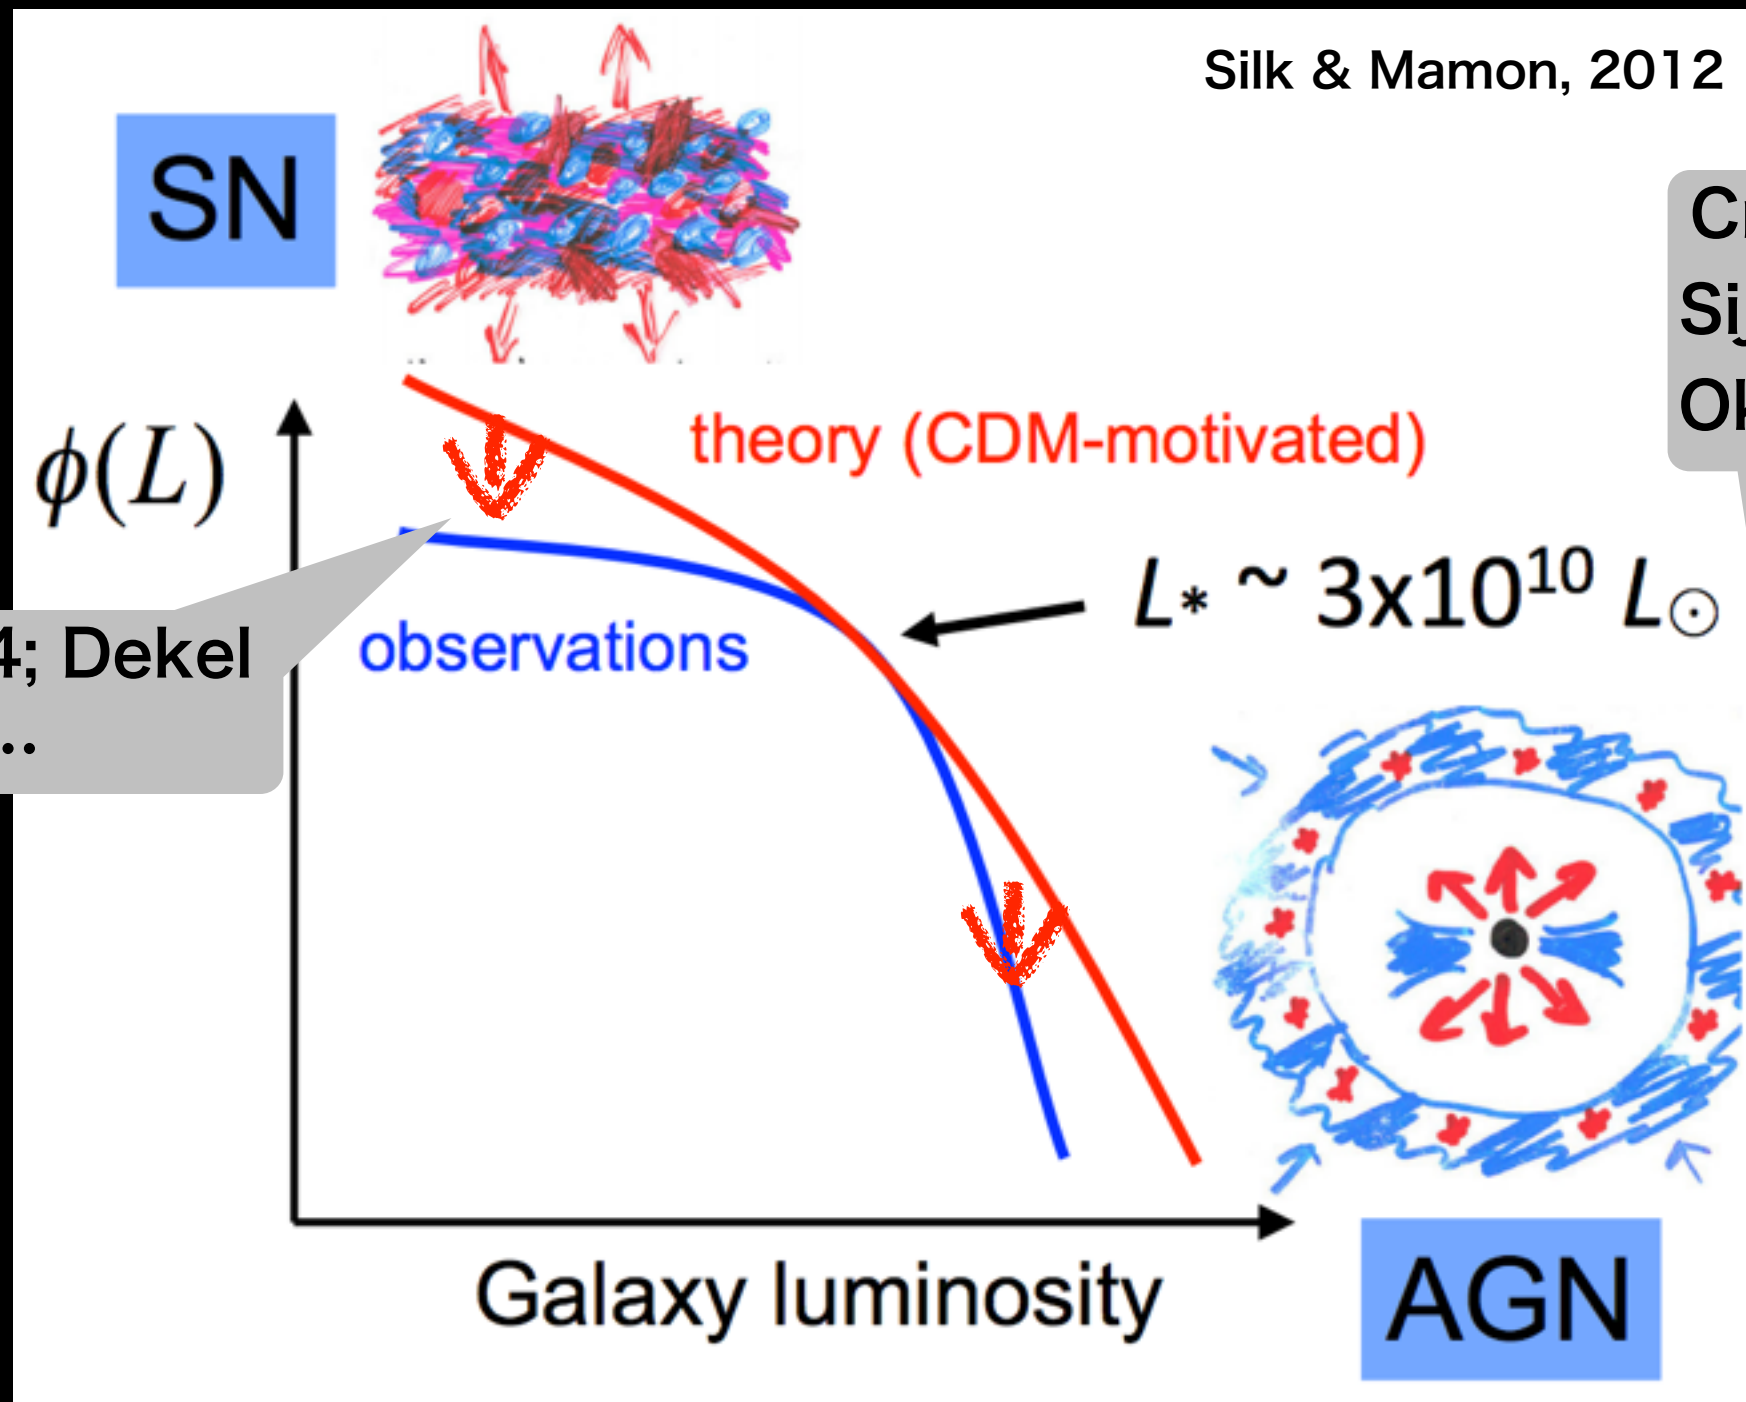 Silk & Mamon, 2012
SN
ϕ(L)
theory (CDM-motivated)
L* ~ 3x10¹⁰ L☉
4; Dekel
..
observations
Galaxy luminosity
AGN